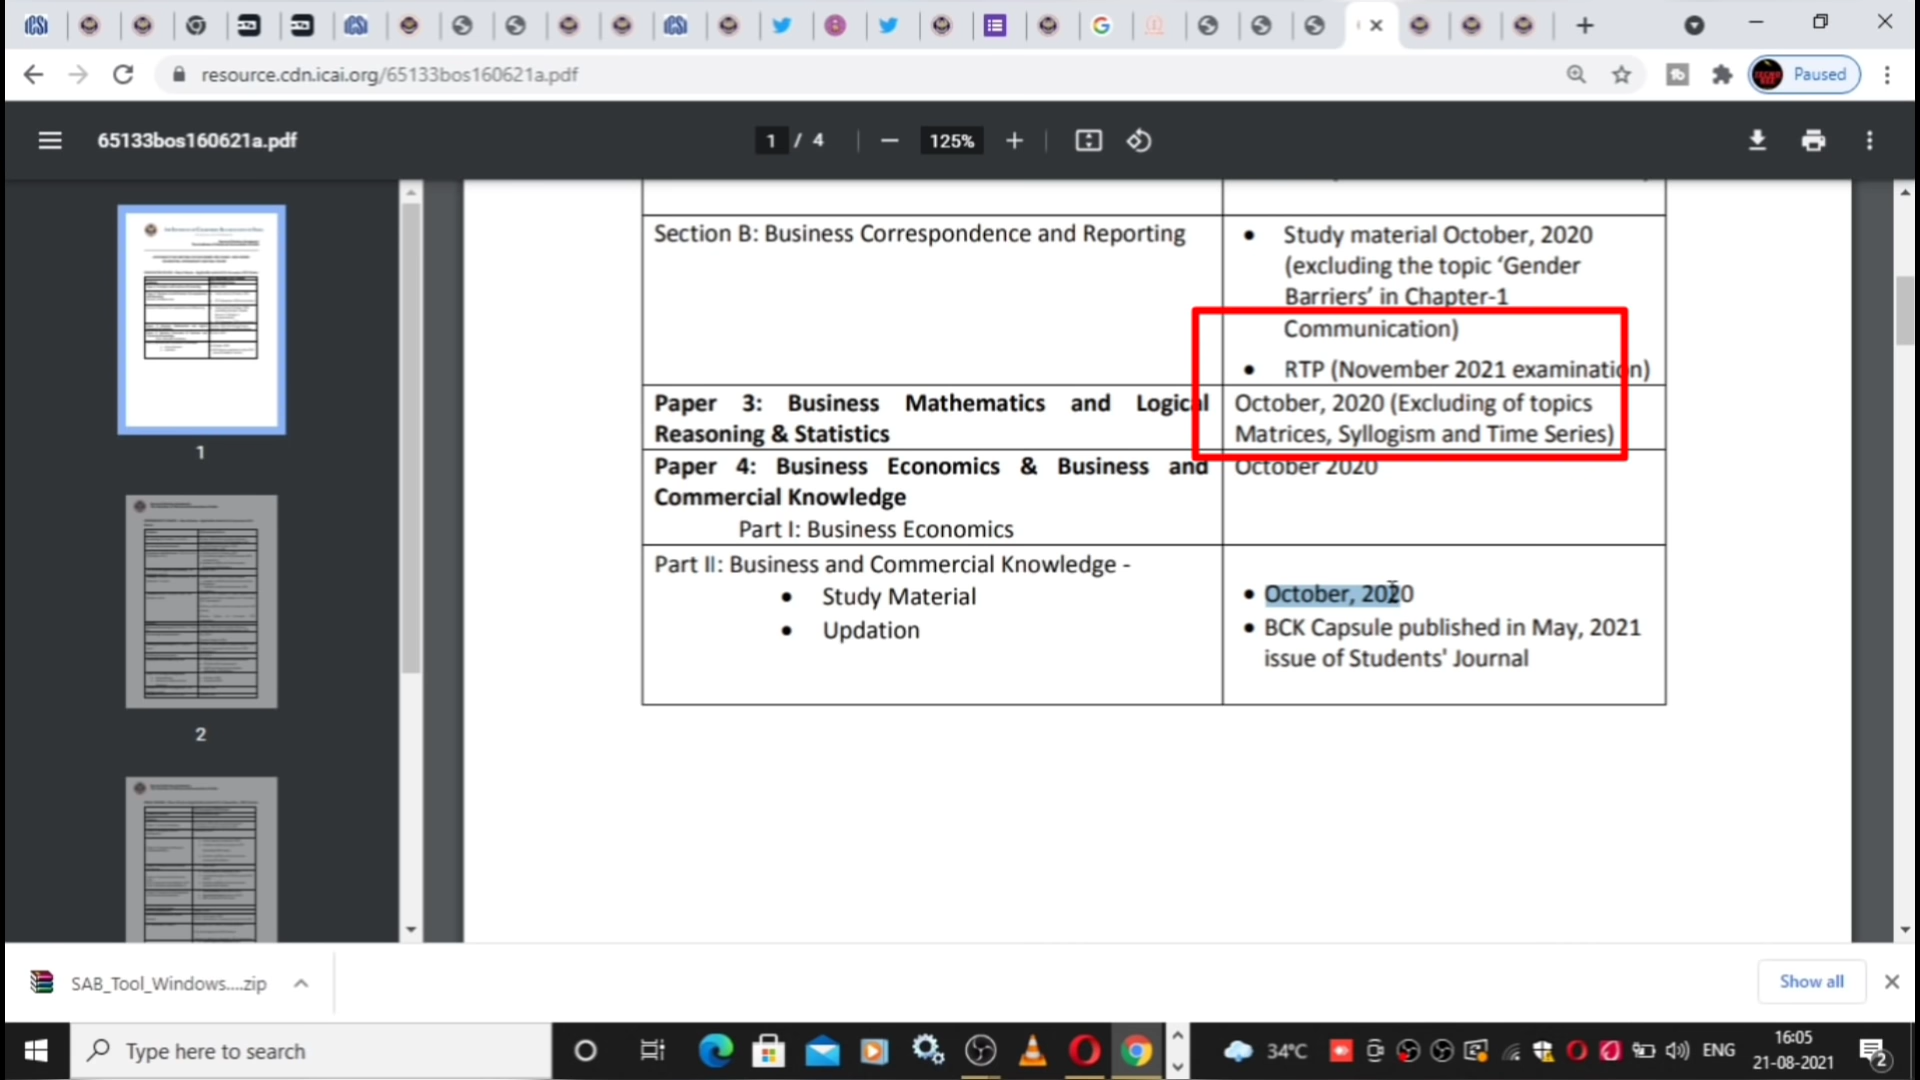 ICSI
ICSI
ICSI
resource.cdn.icai.org/65133bos160621a.pdf
Paused
65133bos160621a.pdf
1 / 4
125%
Section B: Business Correspondence and Reporting
• Study material October, 2020
(excluding the topic ‘Gender
Barriers’ in Chapter-1
Communication)
• RTP (November 2021 examination)
Paper 3: Business Mathematics and Logical
Reasoning & Statistics
October, 2020 (Excluding of topics
Matrices, Syllogism and Time Series)
Paper 4: Business Economics & Business and
Commercial Knowledge
Part I: Business Economics
October 2020
Part II: Business and Commercial Knowledge -
• Study Material
• Updation
• October, 2020
• BCK Capsule published in May, 2021
issue of Students' Journal
1
2
SAB_Tool_Windows....zip
Show all
Type here to search
34°C
ENG
16:05
21-08-2021
2